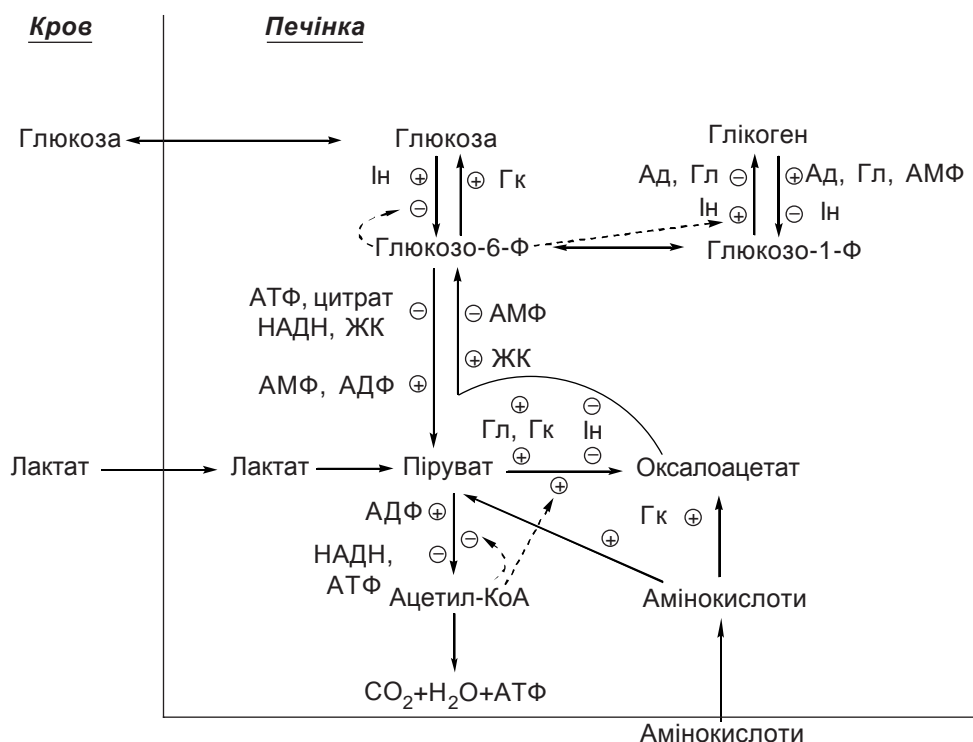 Кров
Печінка
Глюкоза
Глюкоза
Глікоген
Ін + + Гк
Ад, Гл − + Ад, Гл, АМФ
− Ін + − Ін
Глюкозо-6-Ф
Глюкозо-1-Ф
АТФ, цитрат
НАДН, ЖК −
− АМФ
+ ЖК
АМФ, АДФ +
+ −
Гл, Гк Ін
+ −
Лактат
Лактат
Піруват
Оксалоацетат
+
АДФ +
Гк +
− +
НАДН, −
АТФ
Ацетил-КоА
Амінокислоти
CO₂+H₂O+АТФ
Амінокислоти